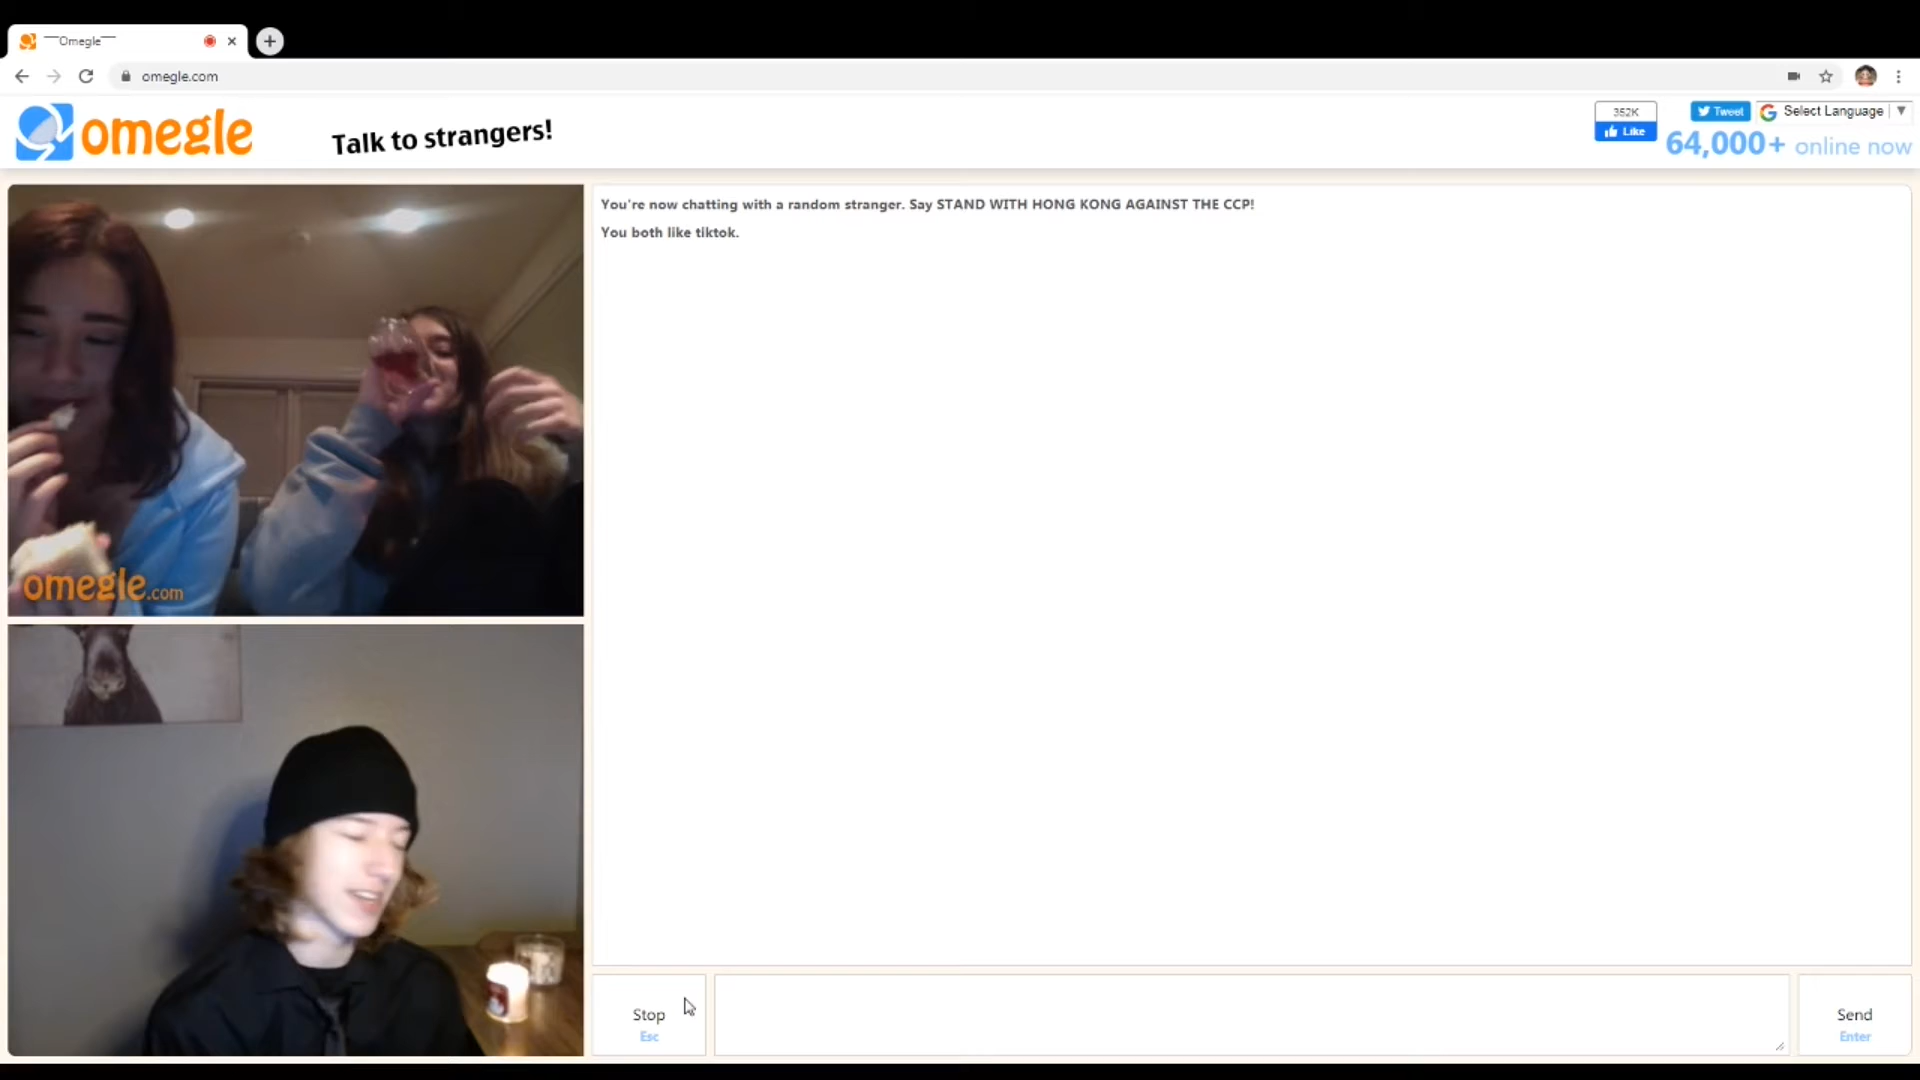 Omegle
omegle.com
omegle
Talk to strangers!
352K
Like
Tweet
Select Language
64,000+ online now
You're now chatting with a random stranger. Say STAND WITH HONG KONG AGAINST THE CCP!
You both like tiktok.
omegle.com
Stop
Esc
Send
Enter